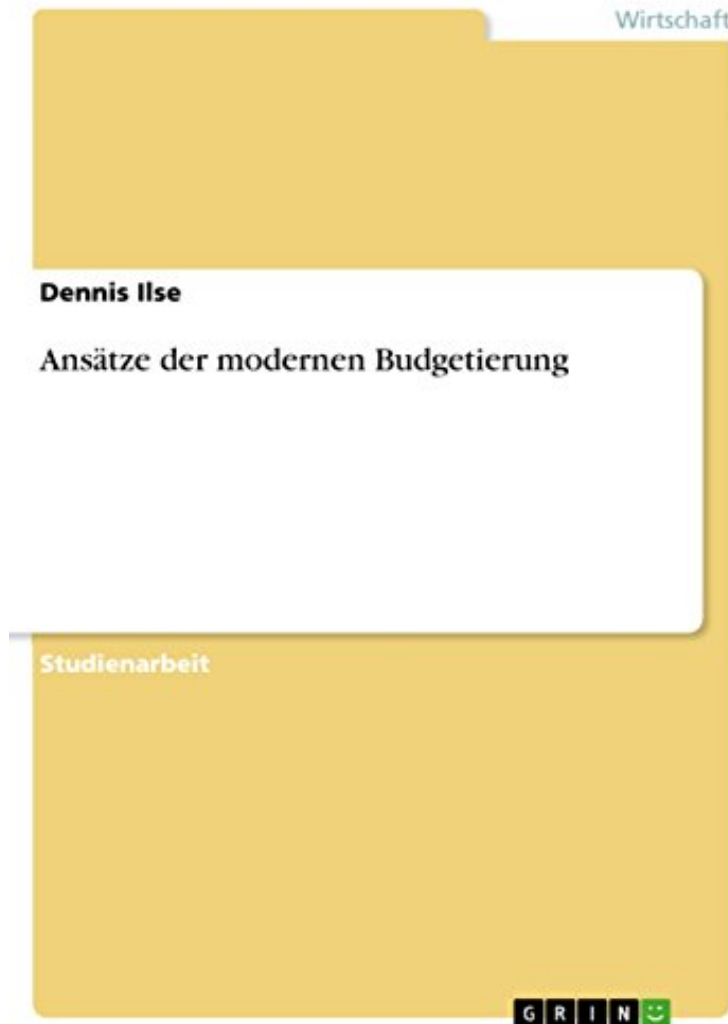 Wirtschaft
Dennis Ilse
Ansätze der modernen Budgetierung
Studienarbeit
GRIN